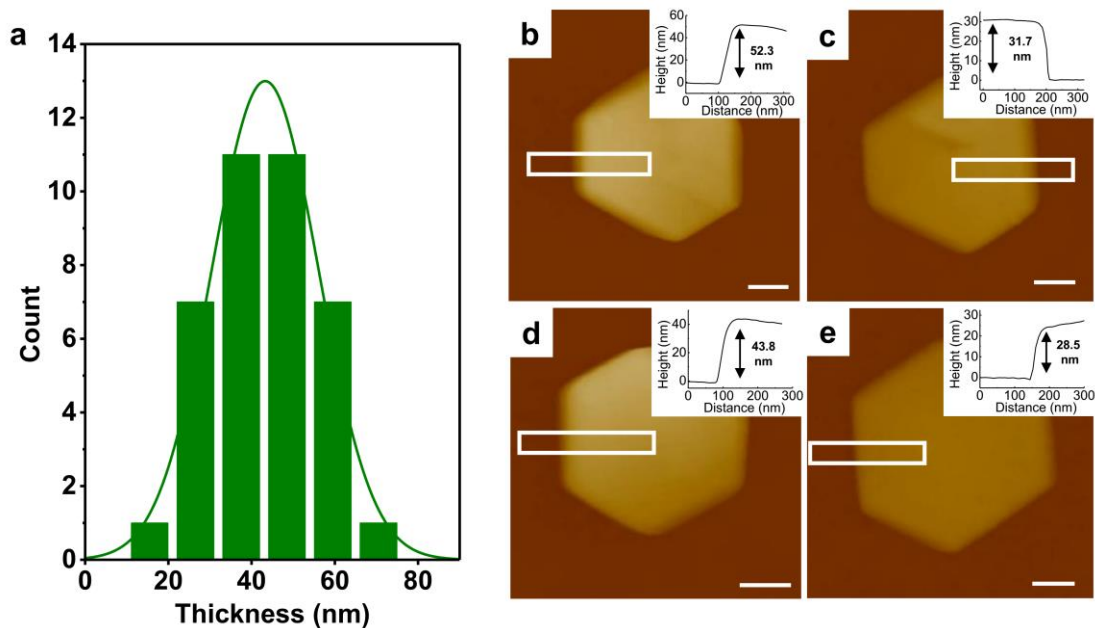 a
14
12
10
8
6
4
2
0
Count
0 20 40 60 80
Thickness (nm)
b
60
40
20
0
Height (nm)
52.3
nm
0 100 200 300
Distance (nm)
c
30
20
10
0
Height (nm)
31.7
nm
0 100 200 300
Distance (nm)
d
40
20
0
Height (nm)
43.8
nm
0 100 200 300
Distance (nm)
e
30
20
10
0
Height (nm)
28.5
nm
0 100 200 300
Distance (nm)